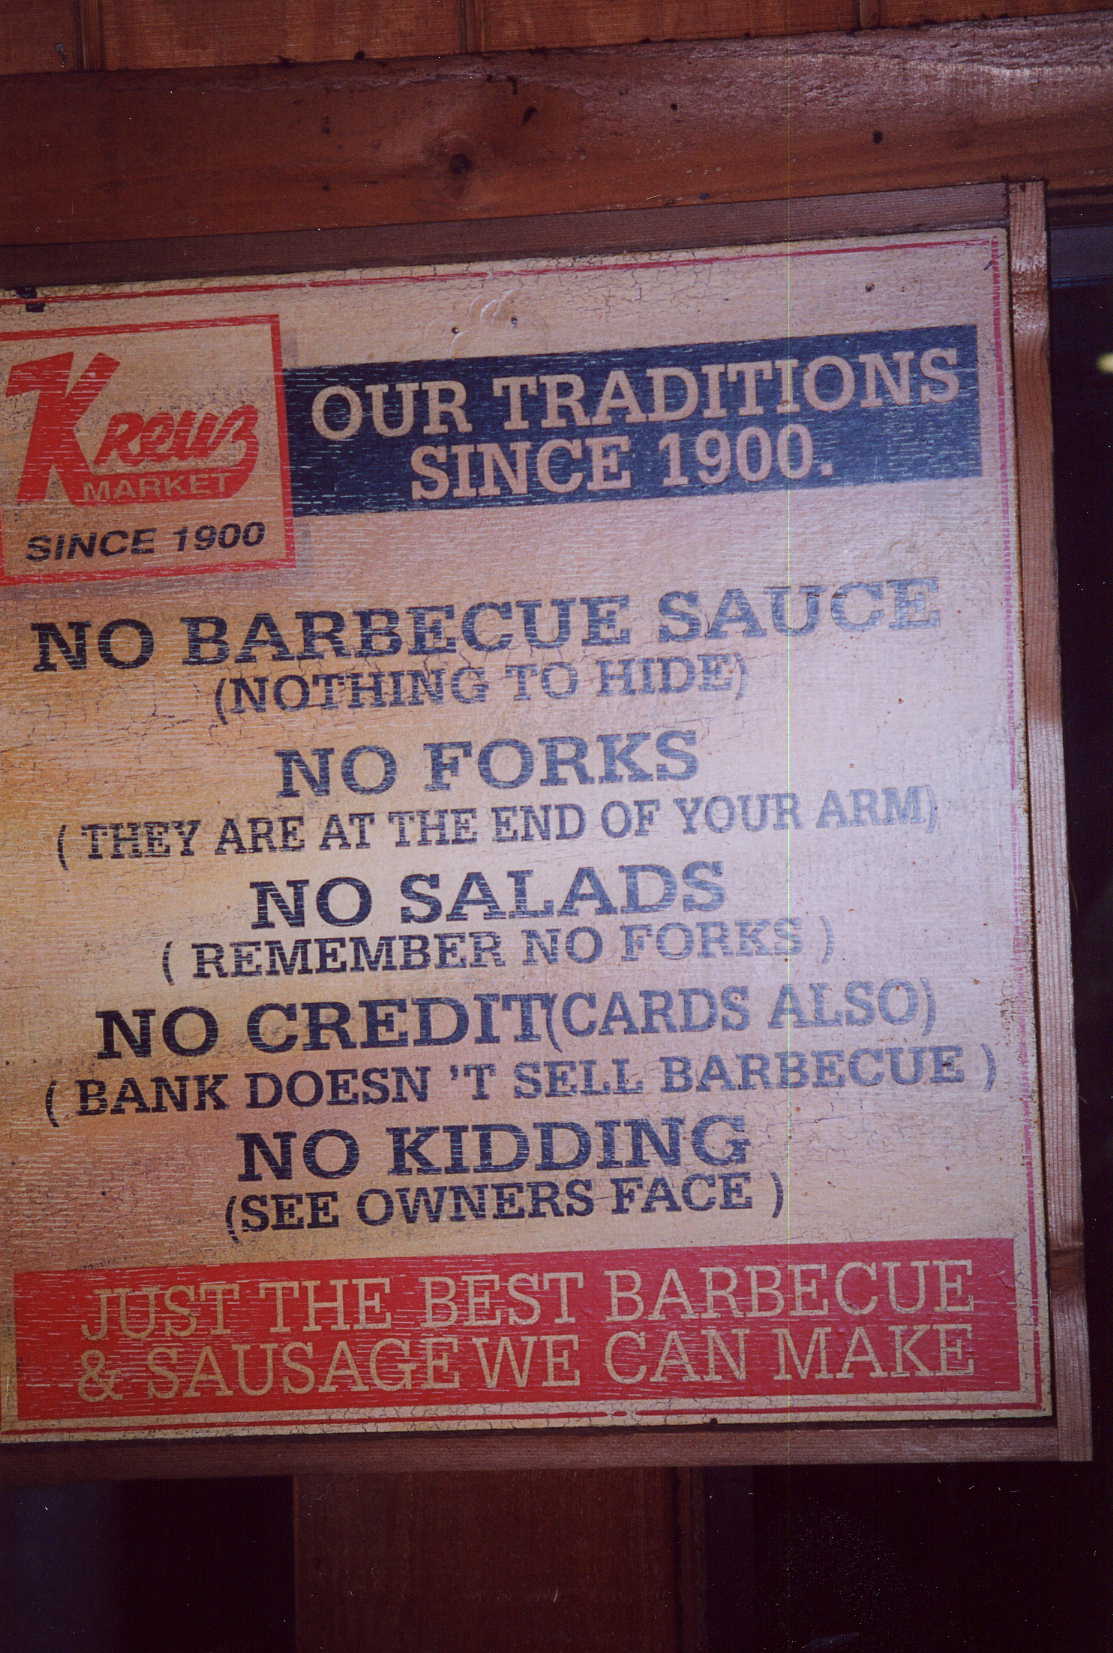 Kreuz
MARKET
SINCE 1900
OUR TRADITIONS
SINCE 1900.
NO BARBECUE SAUCE
(NOTHING TO HIDE)
NO FORKS
( THEY ARE AT THE END OF YOUR ARM)
NO SALADS
( REMEMBER NO FORKS )
NO CREDIT(CARDS ALSO)
( BANK DOESN 'T SELL BARBECUE )
NO KIDDING
(SEE OWNERS FACE )
JUST THE BEST BARBECUE
& SAUSAGE WE CAN MAKE